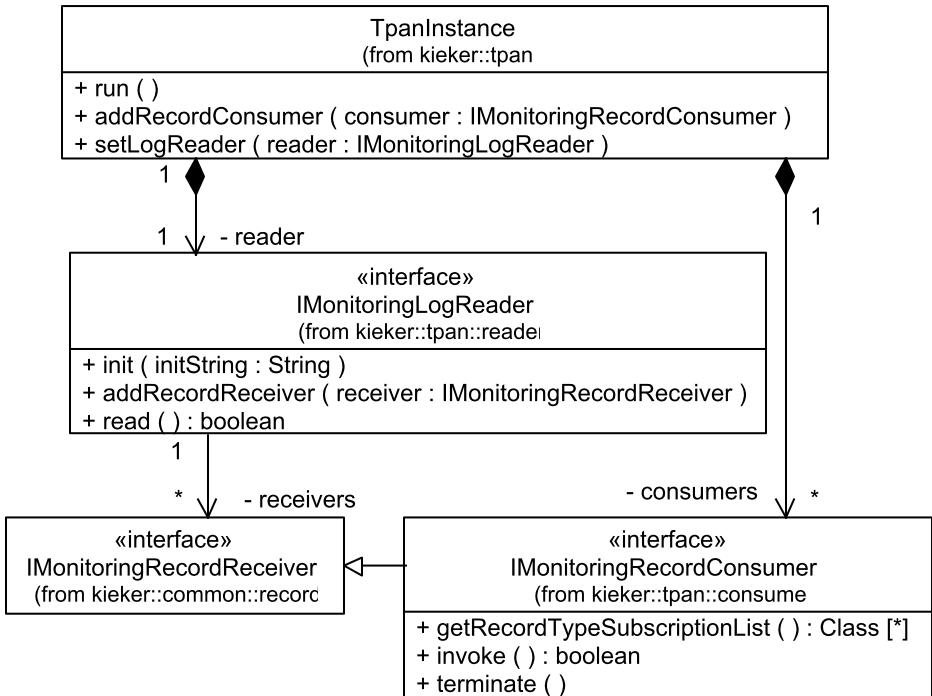 TpanInstance
(from kieker::tpan
+ run ( )
+ addRecordConsumer ( consumer : IMonitoringRecordConsumer )
+ setLogReader ( reader : IMonitoringLogReader )
1
1
1 - reader
«interface»
IMonitoringLogReader
(from kieker::tpan::reader
+ init ( initString : String )
+ addRecordReceiver ( receiver : IMonitoringRecordReceiver )
+ read ( ) : boolean
1
* - receivers
- consumers *
«interface»
IMonitoringRecordReceiver
(from kieker::common::record
«interface»
IMonitoringRecordConsumer
(from kieker::tpan::consume
+ getRecordTypeSubscriptionList ( ) : Class [*]
+ invoke ( ) : boolean
+ terminate ( )